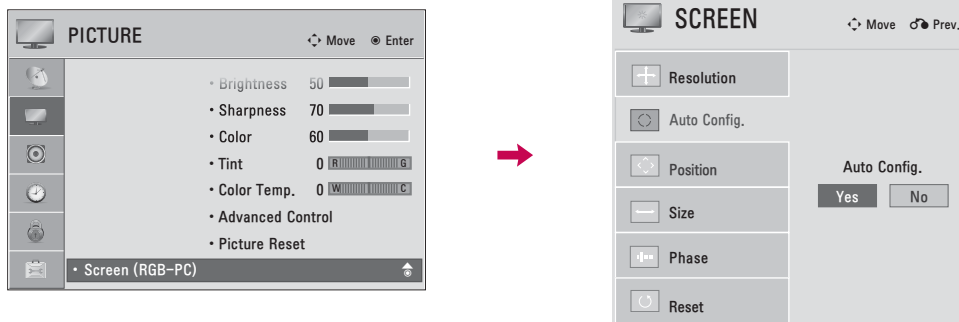 PICTURE
Move Enter
• Brightness 50
• Sharpness 70
• Color 60
• Tint 0 R G
• Color Temp. 0 W C
• Advanced Control
• Picture Reset
• Screen (RGB-PC)
SCREEN
Move Prev.
Resolution
Auto Config.
Position
Size
Phase
Reset
Auto Config.
Yes No